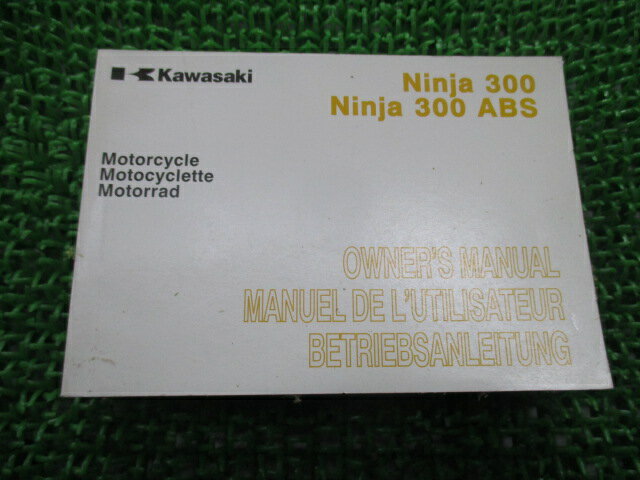 Kawasaki
Ninja 300
Ninja 300 ABS
Motorcycle
Motocyclette
Motorrad
OWNER'S MANUAL
MANUEL DE L'UTILISATEUR
BETRIEBSANLEITUNG